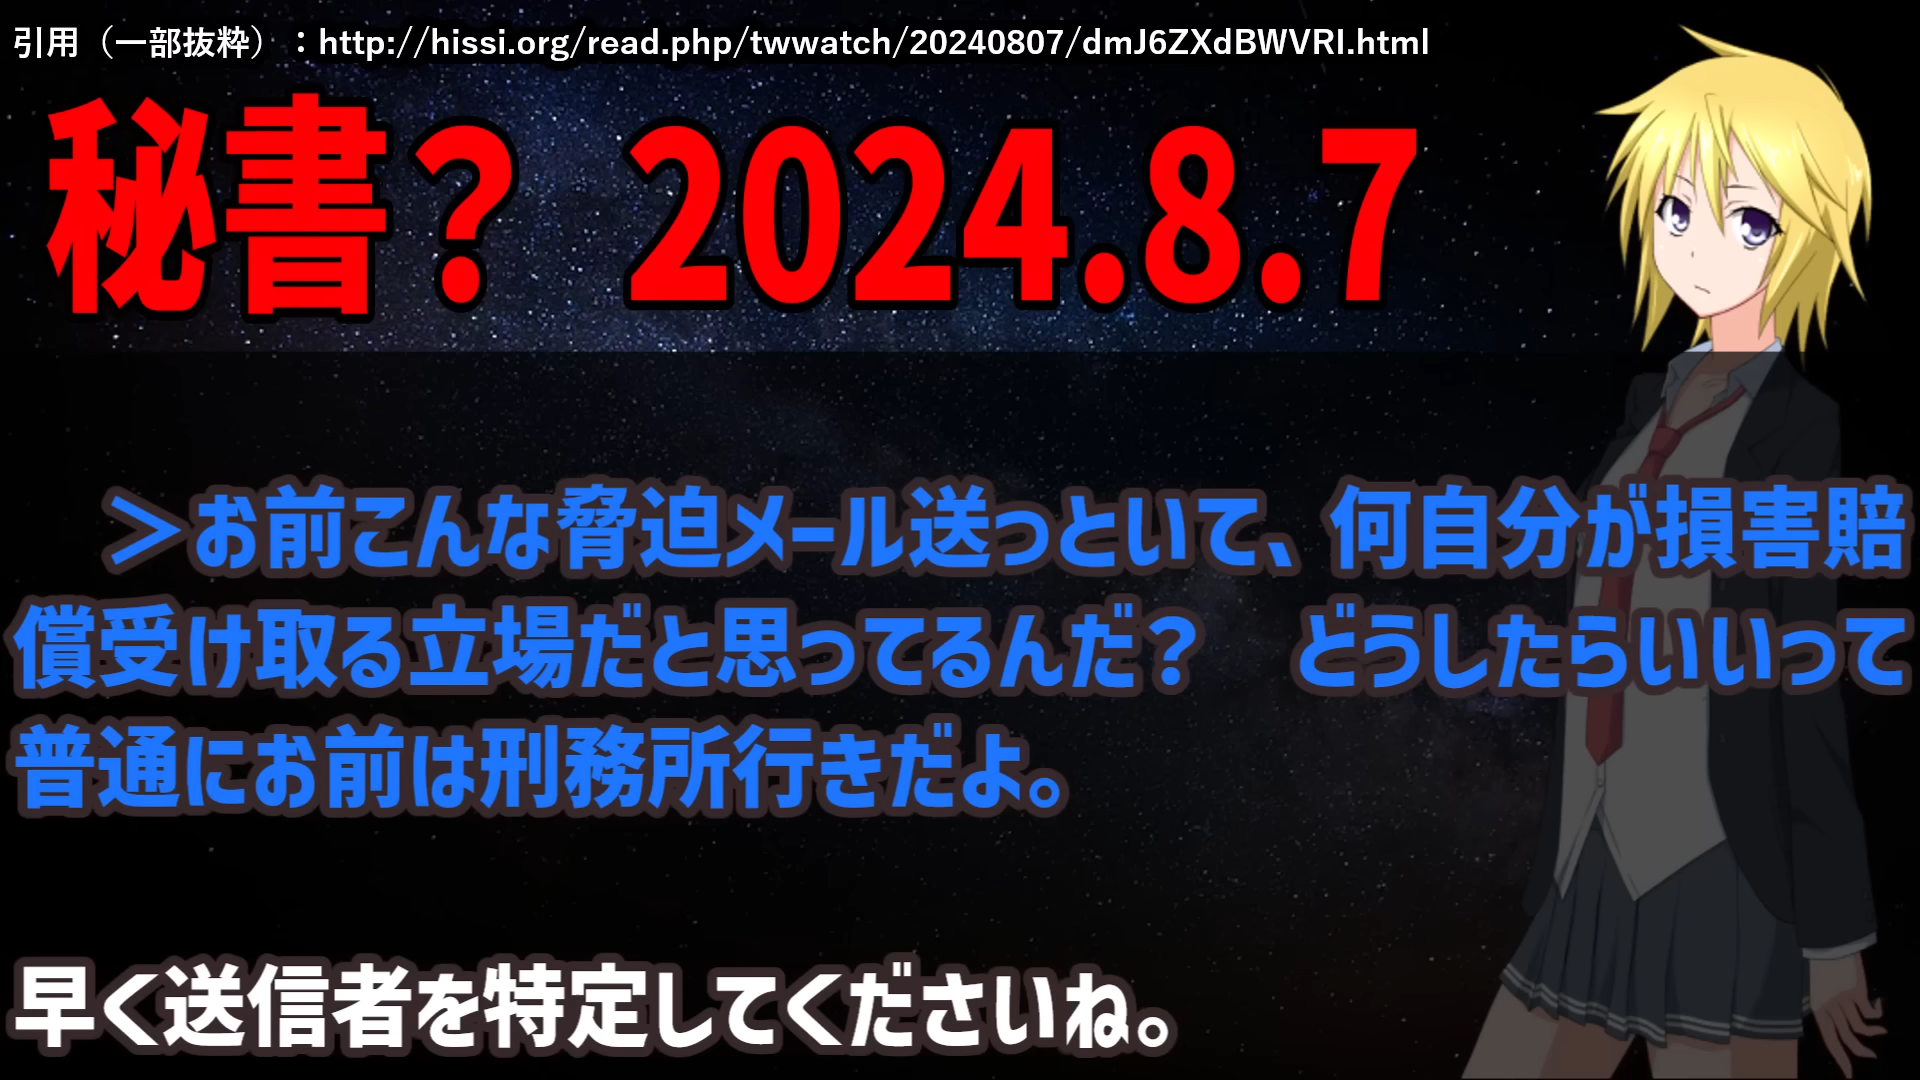 引用（一部抜粋）：http://hissi.org/read.php/twwatch/20240807/dmJ6ZXdBWVRI.html
秘書？ 2024.8.7
＞お前こんな脅迫メール送っといて、何自分が損害賠
償受け取る立場だと思ってるんだ？　どうしたらいいって
普通にお前は刑務所行きだよ。
早く送信者を特定してくださいね。